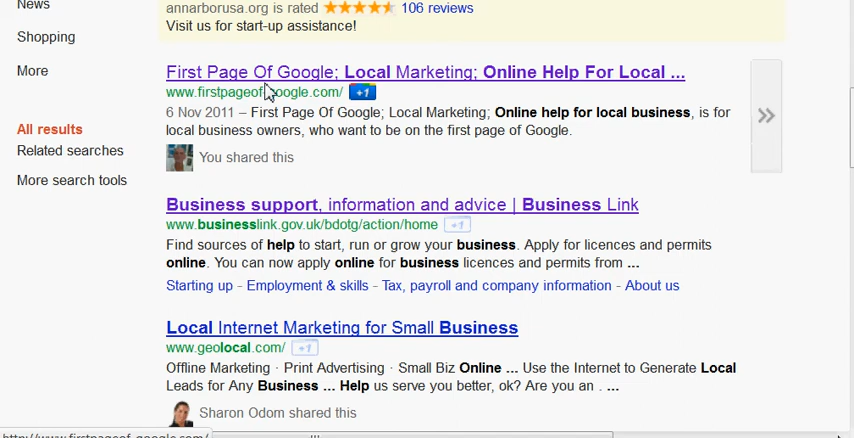 News
annarborusa.org is rated 106 reviews
Visit us for start-up assistance!
Shopping
More
First Page Of Google; Local Marketing; Online Help For Local ...
www.firstpageof google.com/ +1
6 Nov 2011 – First Page Of Google; Local Marketing; Online help for local business, is for
local business owners, who want to be on the first page of Google.
You shared this
All results
Related searches
More search tools
Business support, information and advice | Business Link
www.businesslink.gov.uk/bdotg/action/home +1
Find sources of help to start, run or grow your business. Apply for licences and permits
online. You can now apply online for business licences and permits from ...
Starting up - Employment & skills - Tax, payroll and company information - About us
Local Internet Marketing for Small Business
www.geolocal.com/ +1
Offline Marketing · Print Advertising · Small Biz Online ... Use the Internet to Generate Local
Leads for Any Business ... Help us serve you better, ok? Are you an . ...
Sharon Odom shared this
http://www.firstpageof-google.com/